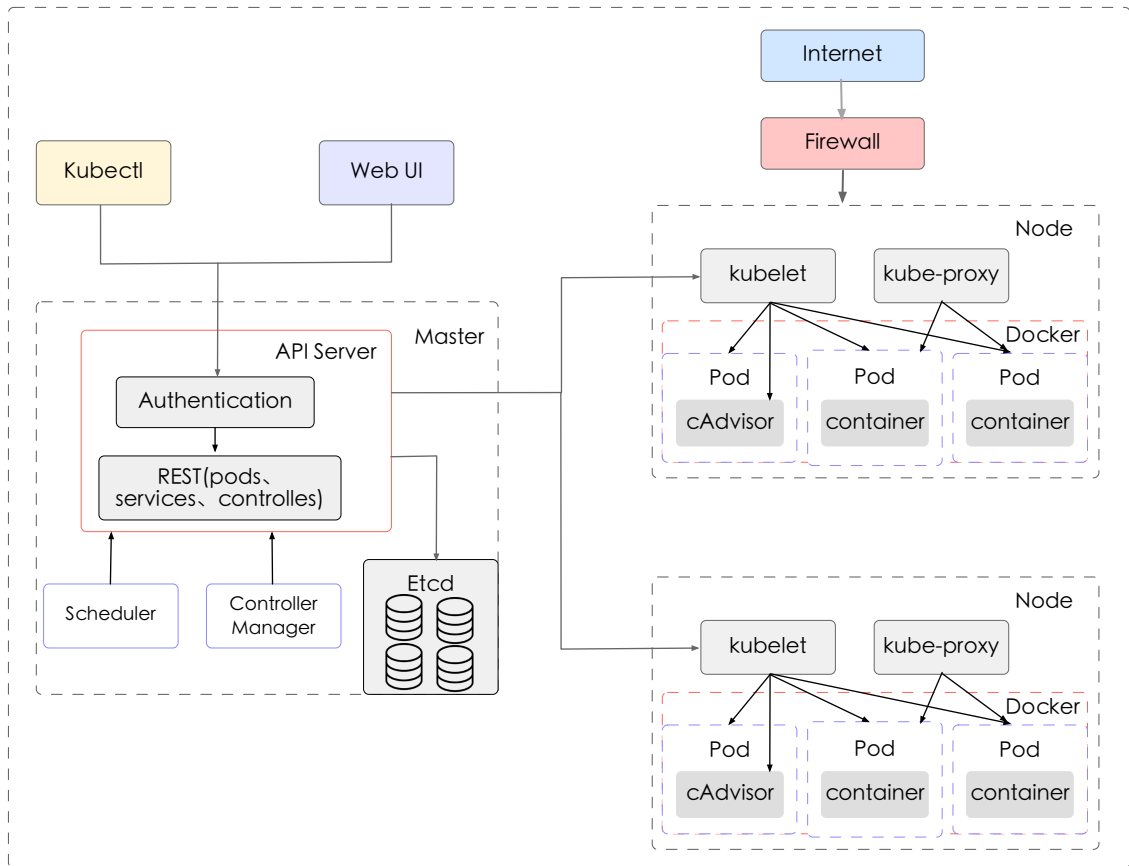 Internet
Firewall
Kubectl
Web UI
Master
API Server
Authentication
REST(pods、
services、controlles)
Scheduler
Controller
Manager
Etcd
Node
kubelet
kube-proxy
Docker
Pod
cAdvisor
Pod
container
Pod
container
Node
kubelet
kube-proxy
Docker
Pod
cAdvisor
Pod
container
Pod
container